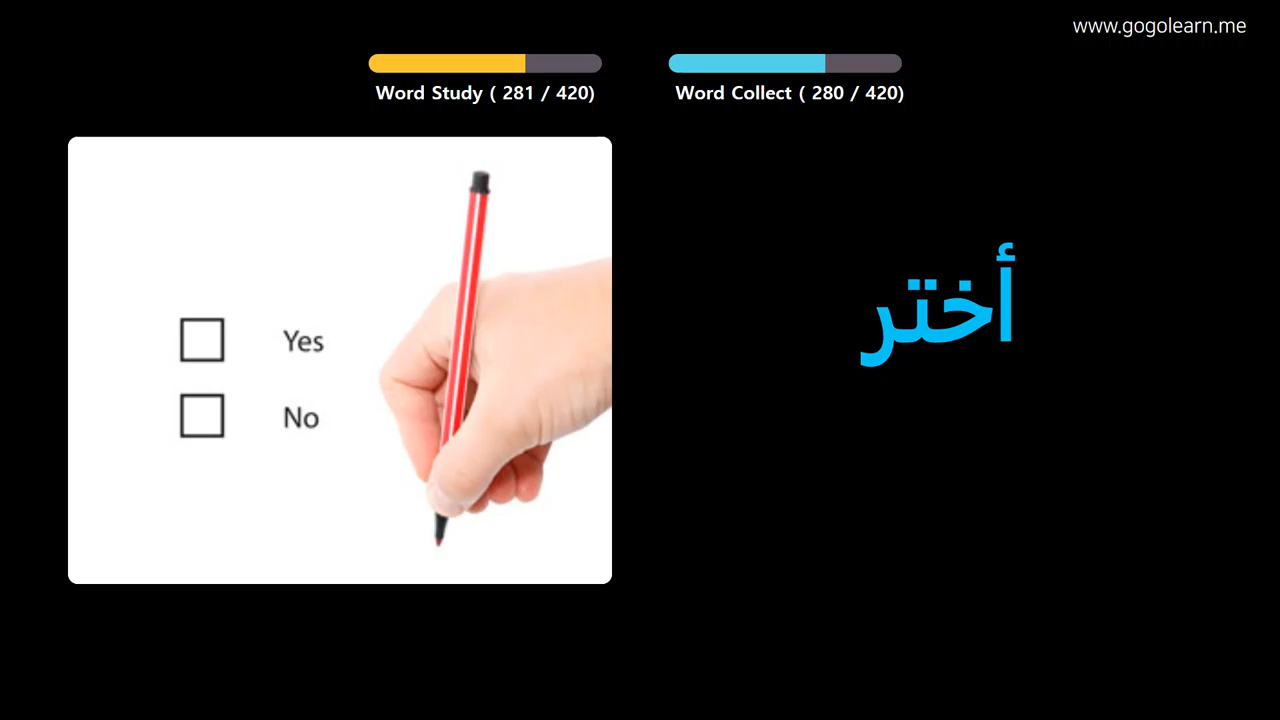 www.gogolearn.me
Word Study ( 281 / 420)
Word Collect ( 280 / 420)
Yes
No
أختر